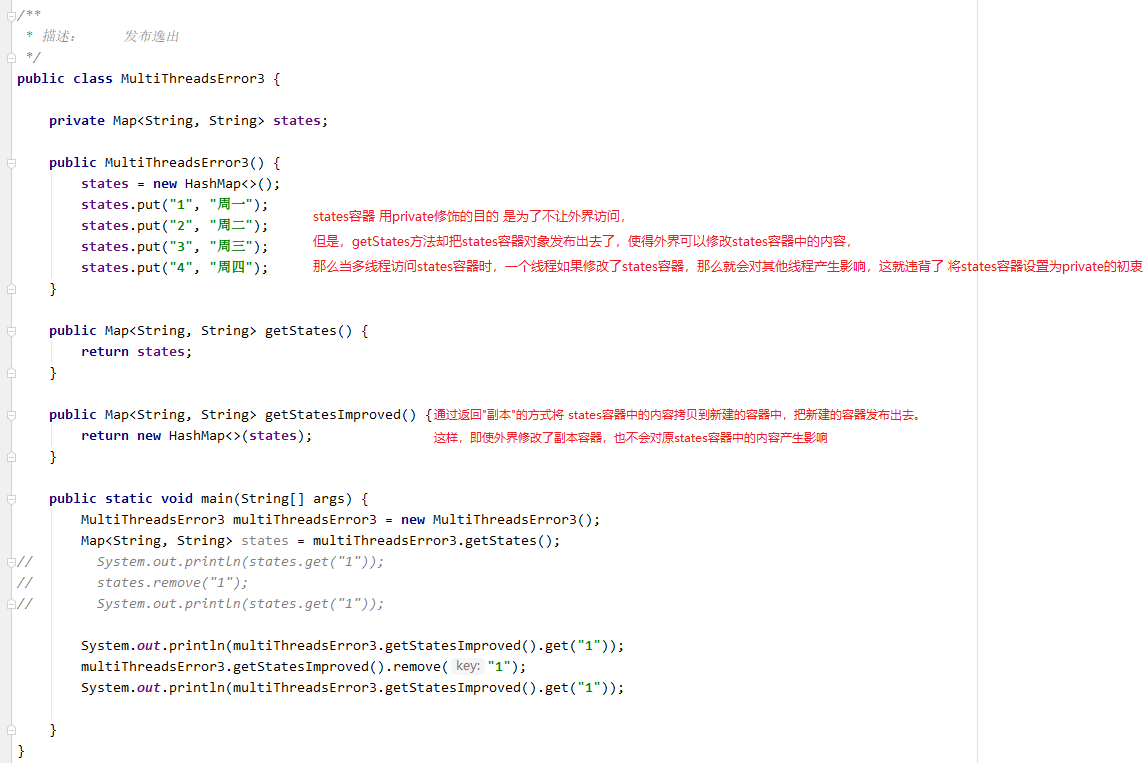 /**
 * 描述：     发布逸出
 */
public class MultiThreadsError3 {
    private Map<String, String> states;
    public MultiThreadsError3() {
        states = new HashMap<>();
        states.put("1", "周一");
        states.put("2", "周二");
        states.put("3", "周三");
        states.put("4", "周四");
states容器 用private修饰的目的 是为了不让外界访问，
但是，getStates方法却把states容器对象发布出去了，使得外界可以修改states容器中的内容，
那么当多线程访问states容器时，一个线程如果修改了states容器，那么就会对其他线程产生影响，这就违背了 将states容器设置为private的初衷
    }
    public Map<String, String> getStates() {
        return states;
    }
    public Map<String, String> getStatesImproved() { 通过返回"副本"的方式将 states容器中的内容拷贝到新建的容器中，把新建的容器发布出去。
        return new HashMap<>(states); 这样，即使外界修改了副本容器，也不会对原states容器中的内容产生影响
    }
    public static void main(String[] args) {
        MultiThreadsError3 multiThreadsError3 = new MultiThreadsError3();
        Map<String, String> states = multiThreadsError3.getStates();
//        System.out.println(states.get("1"));
//        states.remove("1");
//        System.out.println(states.get("1"));
        System.out.println(multiThreadsError3.getStatesImproved().get("1"));
        multiThreadsError3.getStatesImproved().remove( key: "1");
        System.out.println(multiThreadsError3.getStatesImproved().get("1"));
    }
}